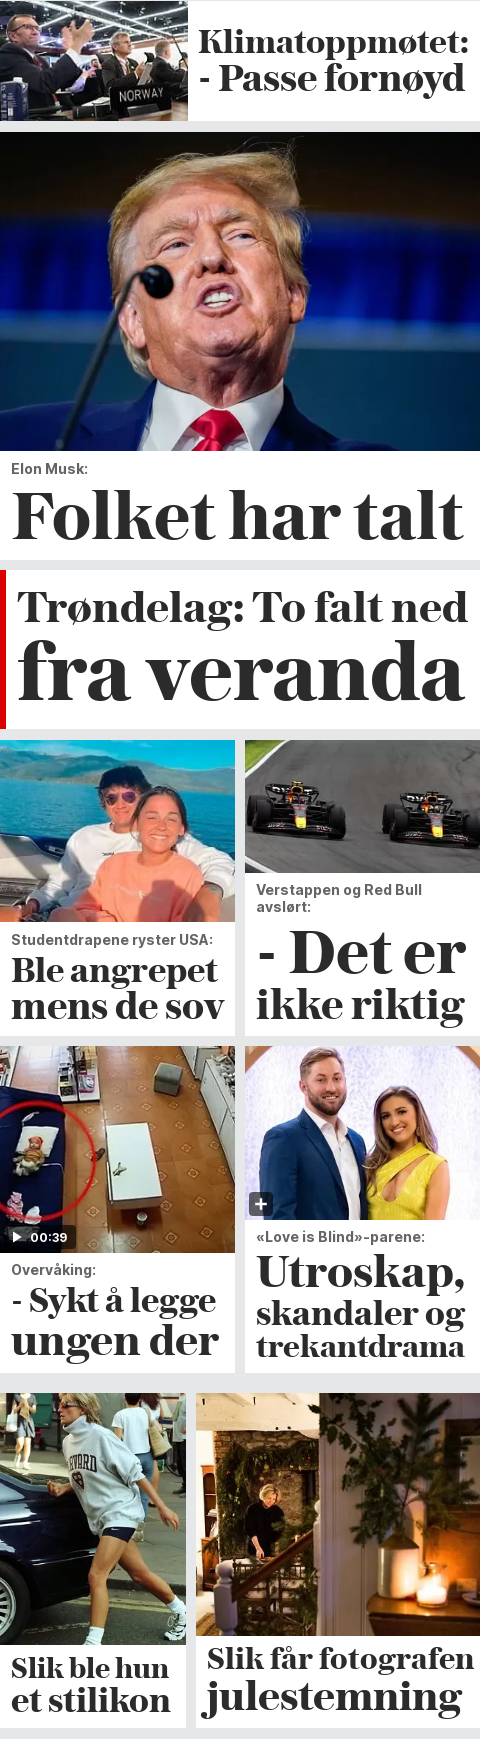 NORWAY
Klimatoppmøtet:
- Passe fornøyd
Elon Musk:
Folket har talt
Trøndelag: To falt ned
fra veranda
Studentdrapene ryster USA:
Ble angrepet
mens de sov
Verstappen og Red Bull
avslørt:
- Det er
ikke riktig
00:39
Overvåking:
- Sykt å legge
ungen der
«Love is Blind»-parene:
Utroskap,
skandaler og
trekantdrama
Slik ble hun
et stilikon
Slik får fotografen
julestemning